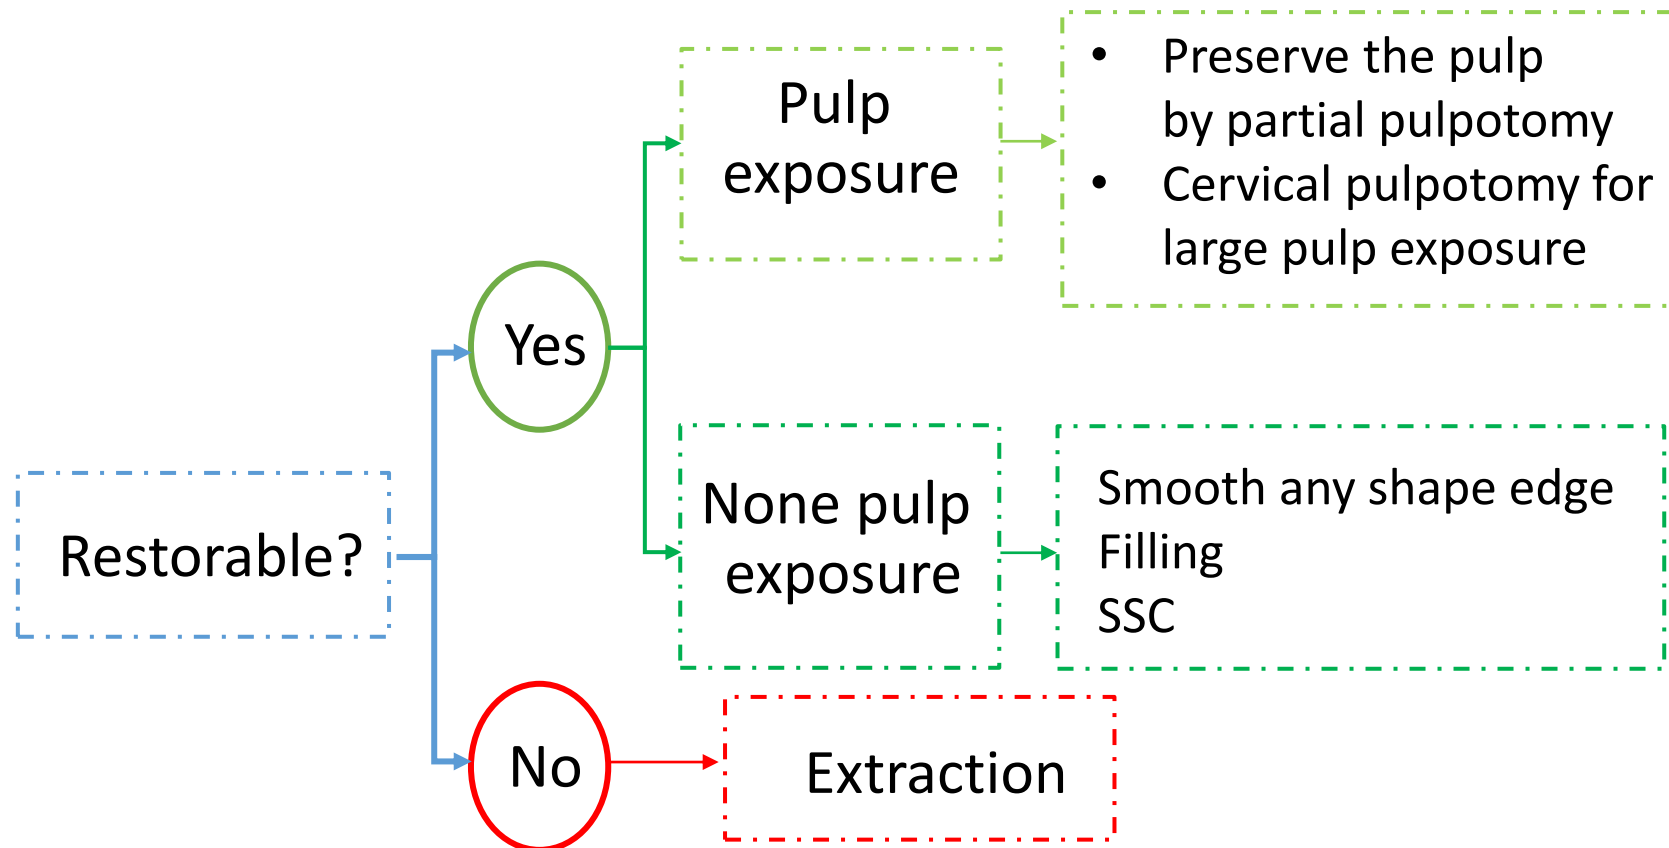 Restorable?
Yes
Pulp
exposure
• Preserve the pulp
by partial pulpotomy
• Cervical pulpotomy for
large pulp exposure
None pulp
exposure
Smooth any shape edge
Filling
SSC
No
Extraction